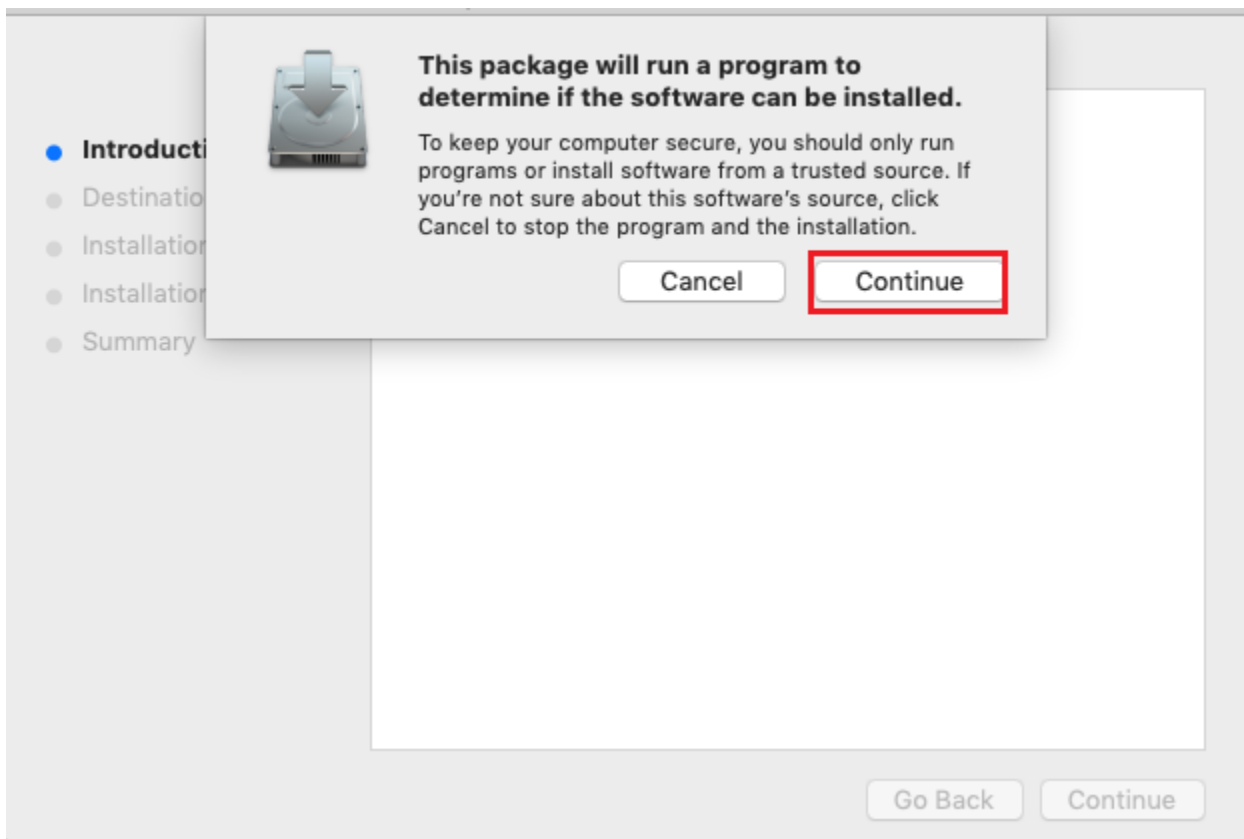 This package will run a program to
determine if the software can be installed.
To keep your computer secure, you should only run
programs or install software from a trusted source. If
you're not sure about this software's source, click
Cancel to stop the program and the installation.
Cancel Continue
Introducti
Destinatio
Installation
Installation
Summary
Go Back Continue